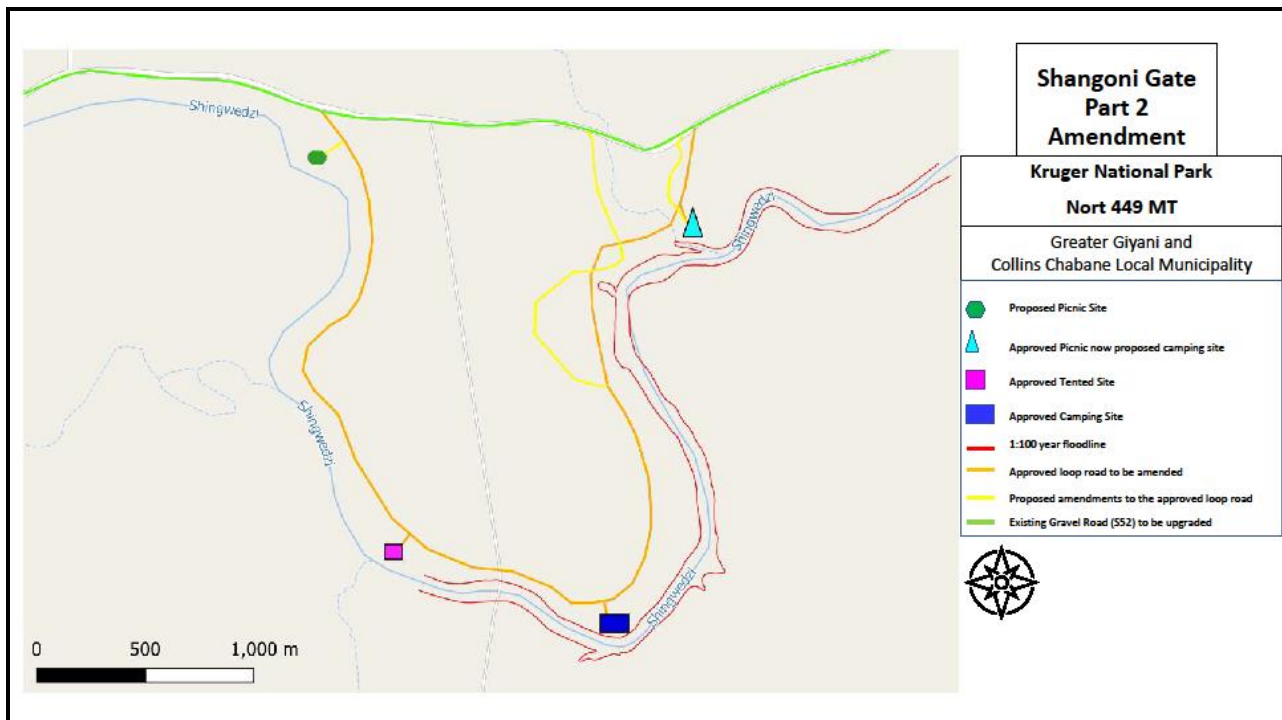 Shangoni Gate
Part 2
Amendment
Kruger National Park
Nort 449 MT
Greater Giyani and
Collins Chabane Local Municipality
Proposed Picnic Site
Approved Picnic now proposed camping site
Approved Tented Site
Approved Camping Site
1:100 year floodline
Approved loop road to be amended
Proposed amendments to the approved loop road
Existing Gravel Road (S52) to be upgraded
Shingwedzi
Shingwedzi
Shingwedzi
Shingwedzi
0 500 1,000 m